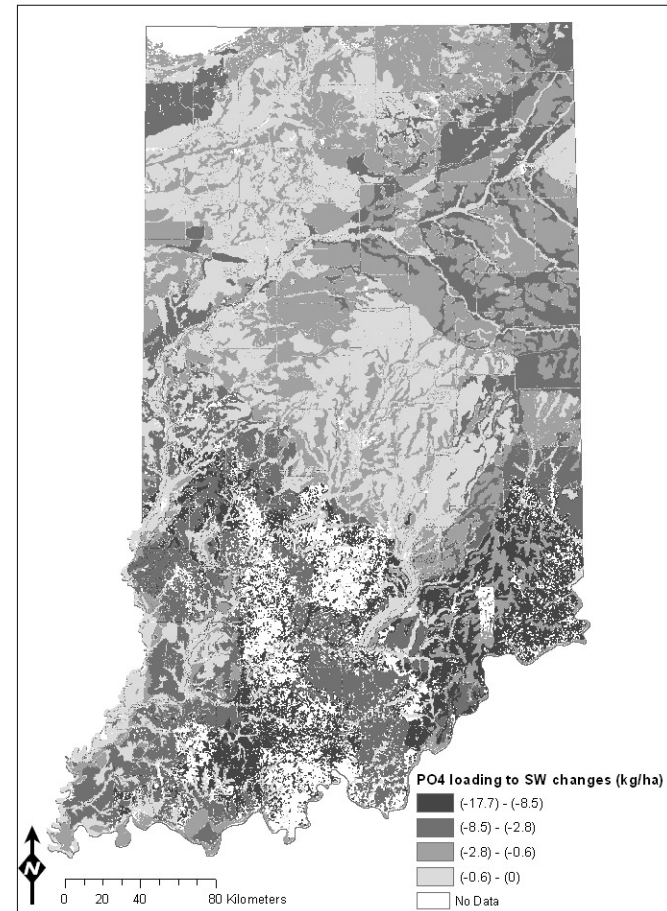 PO4 loading to SW changes (kg/ha)
(-17.7) - (-8.5)
(-8.5) - (-2.8)
(-2.8) - (-0.6)
(-0.6) - (0)
No Data
N
0 20 40 80 Kilometers